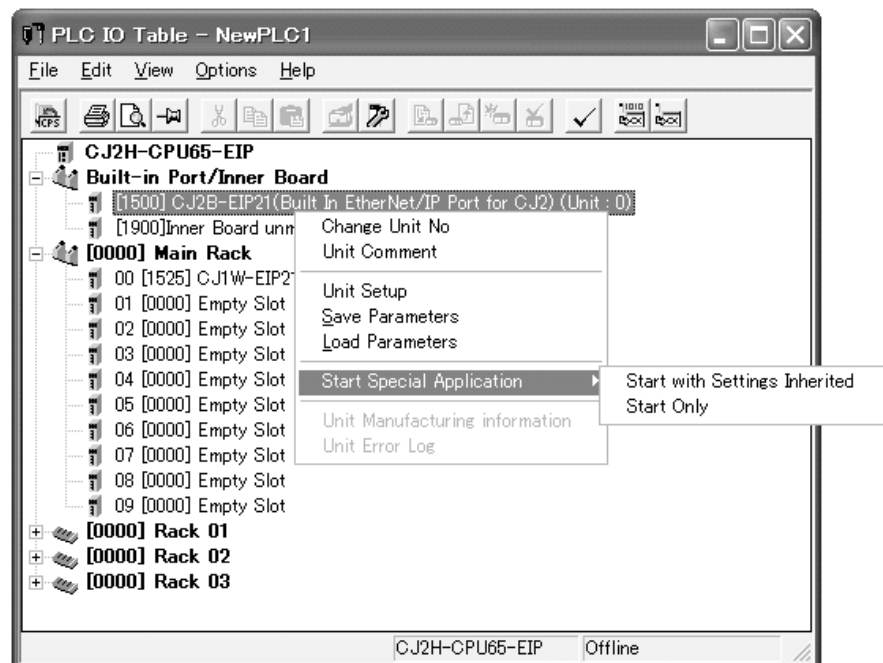 PLC IO Table - NewPLC1
File Edit View Options Help
CJ2H-CPU65-EIP
Built-in Port/Inner Board
[1500] CJ2B-EIP21(Built In EtherNet/IP Port for CJ2) (Unit : 0)
[1900]Inner Board unm
[0000] Main Rack
00 [1525] CJ1W-EIP2
01 [0000] Empty Slot
02 [0000] Empty Slot
03 [0000] Empty Slot
04 [0000] Empty Slot
05 [0000] Empty Slot
06 [0000] Empty Slot
07 [0000] Empty Slot
08 [0000] Empty Slot
09 [0000] Empty Slot
[0000] Rack 01
[0000] Rack 02
[0000] Rack 03
Change Unit No
Unit Comment
Unit Setup
Save Parameters
Load Parameters
Start Special Application
Unit Manufacturing information
Unit Error Log
Start with Settings Inherited
Start Only
CJ2H-CPU65-EIP Offline